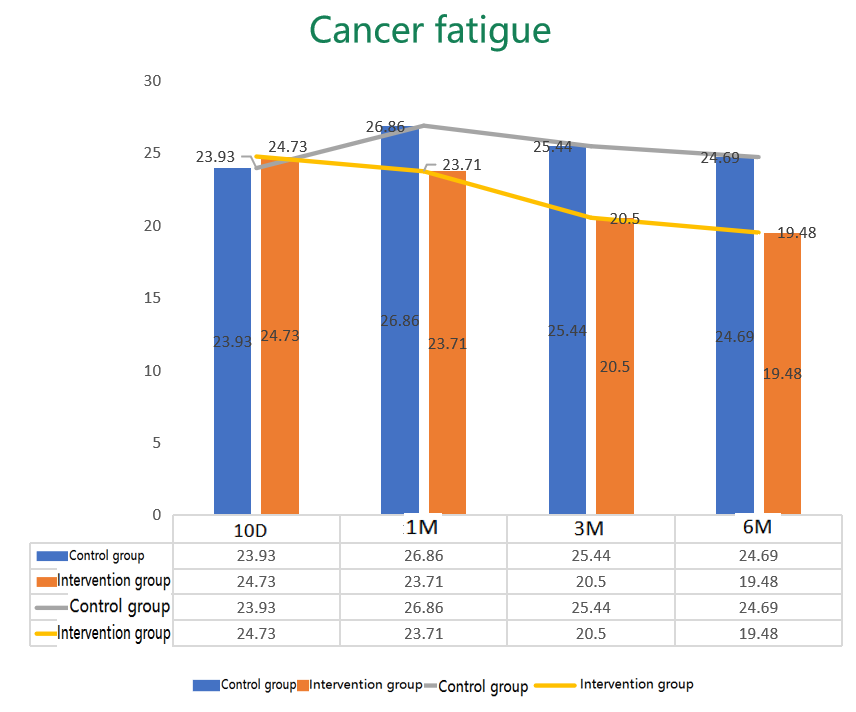 Cancer fatigue
30
25
20
15
10
5
0
23.93 24.73 26.86 23.71 25.44 20.5 24.69 19.48
23.93 24.73 26.86 23.71 25.44 20.5 24.69 19.48
10D 1M 3M 6M
Control group 23.93 26.86 25.44 24.69
Intervention group 24.73 23.71 20.5 19.48
Control group 23.93 26.86 25.44 24.69
Intervention group 24.73 23.71 20.5 19.48
Control group Intervention group Control group Intervention group